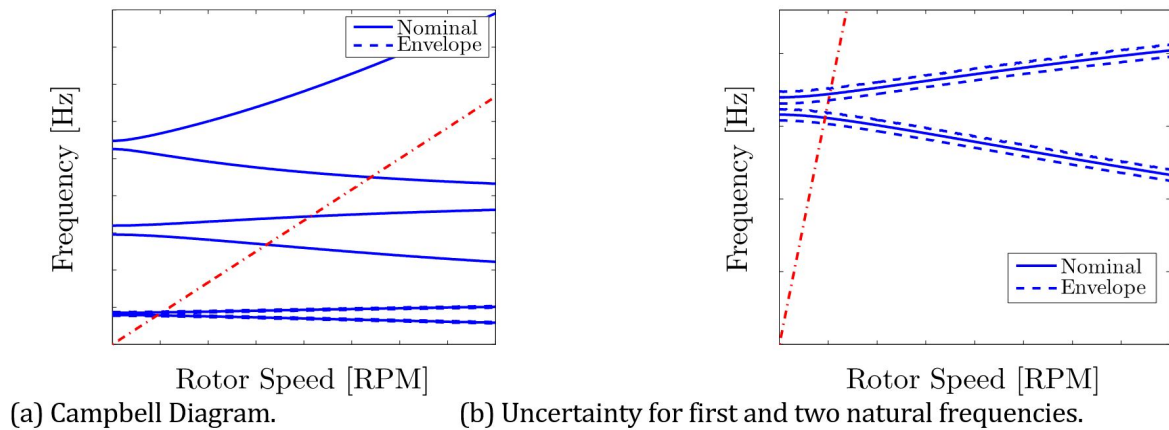 Nominal
Envelope
Frequency [Hz]
Rotor Speed [RPM]
(a) Campbell Diagram.
Nominal
Envelope
Frequency [Hz]
Rotor Speed [RPM]
(b) Uncertainty for first and two natural frequencies.